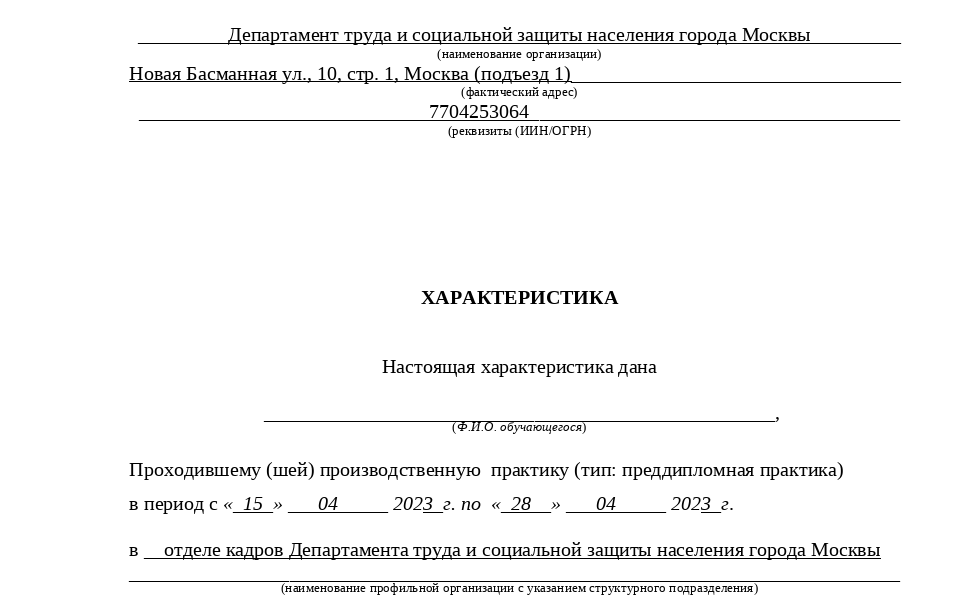 Департамент труда и социальной защиты населения города Москвы
(наименование организации)
Новая Басманная ул., 10, стр. 1, Москва (подъезд 1)
(фактический адрес)
7704253064
(реквизиты (ИИН/ОГРН)
ХАРАКТЕРИСТИКА
Настоящая характеристика дана
____________________________________________________,
(Ф.И.О. обучающегося)
Проходившему (шей) производственную практику (тип: преддипломная практика)
в период с «_15_» ___04_____ 2023_г. по «_28__» ___04_____ 2023_г.
в __отделе кадров Департамента труда и социальной защиты населения города Москвы
(наименование профильной организации с указанием структурного подразделения)